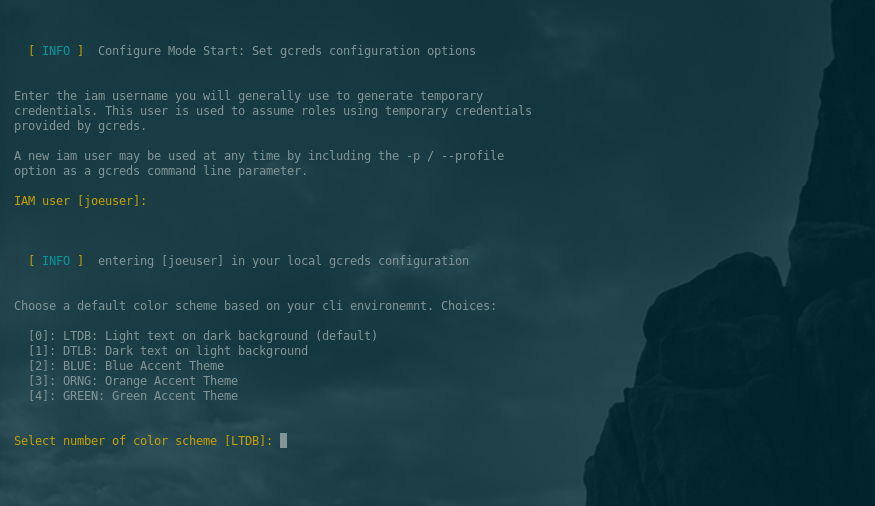 [ INFO ]  Configure Mode Start: Set gcreds configuration options
Enter the iam username you will generally use to generate temporary
credentials. This user is used to assume roles using temporary credentials
provided by gcreds.
A new iam user may be used at any time by including the -p / --profile
option as a gcreds command line parameter.
IAM user [joeuser]:
[ INFO ]  entering [joeuser] in your local gcreds configuration
Choose a default color scheme based on your cli environemnt. Choices:
[0]: LTDB: Light text on dark background (default)
[1]: DTLB: Dark text on light background
[2]: BLUE: Blue Accent Theme
[3]: ORNG: Orange Accent Theme
[4]: GREEN: Green Accent Theme
Select number of color scheme [LTDB]: